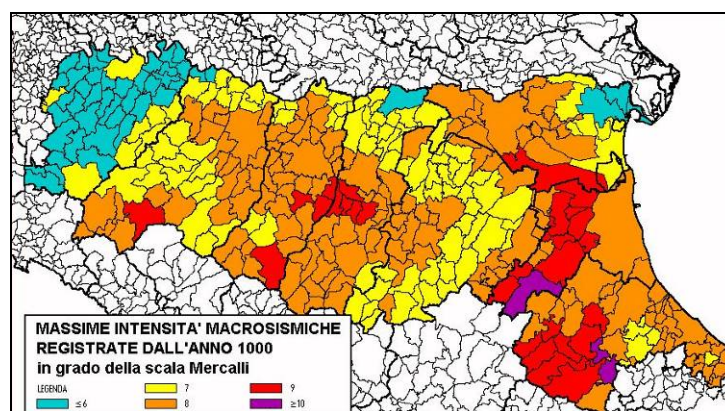 MASSIME INTENSITA' MACROSISMICHE
REGISTRATE DALL'ANNO 1000
in grado della scala Mercalli
LEGENDA
≤6
7
8
9
≥10